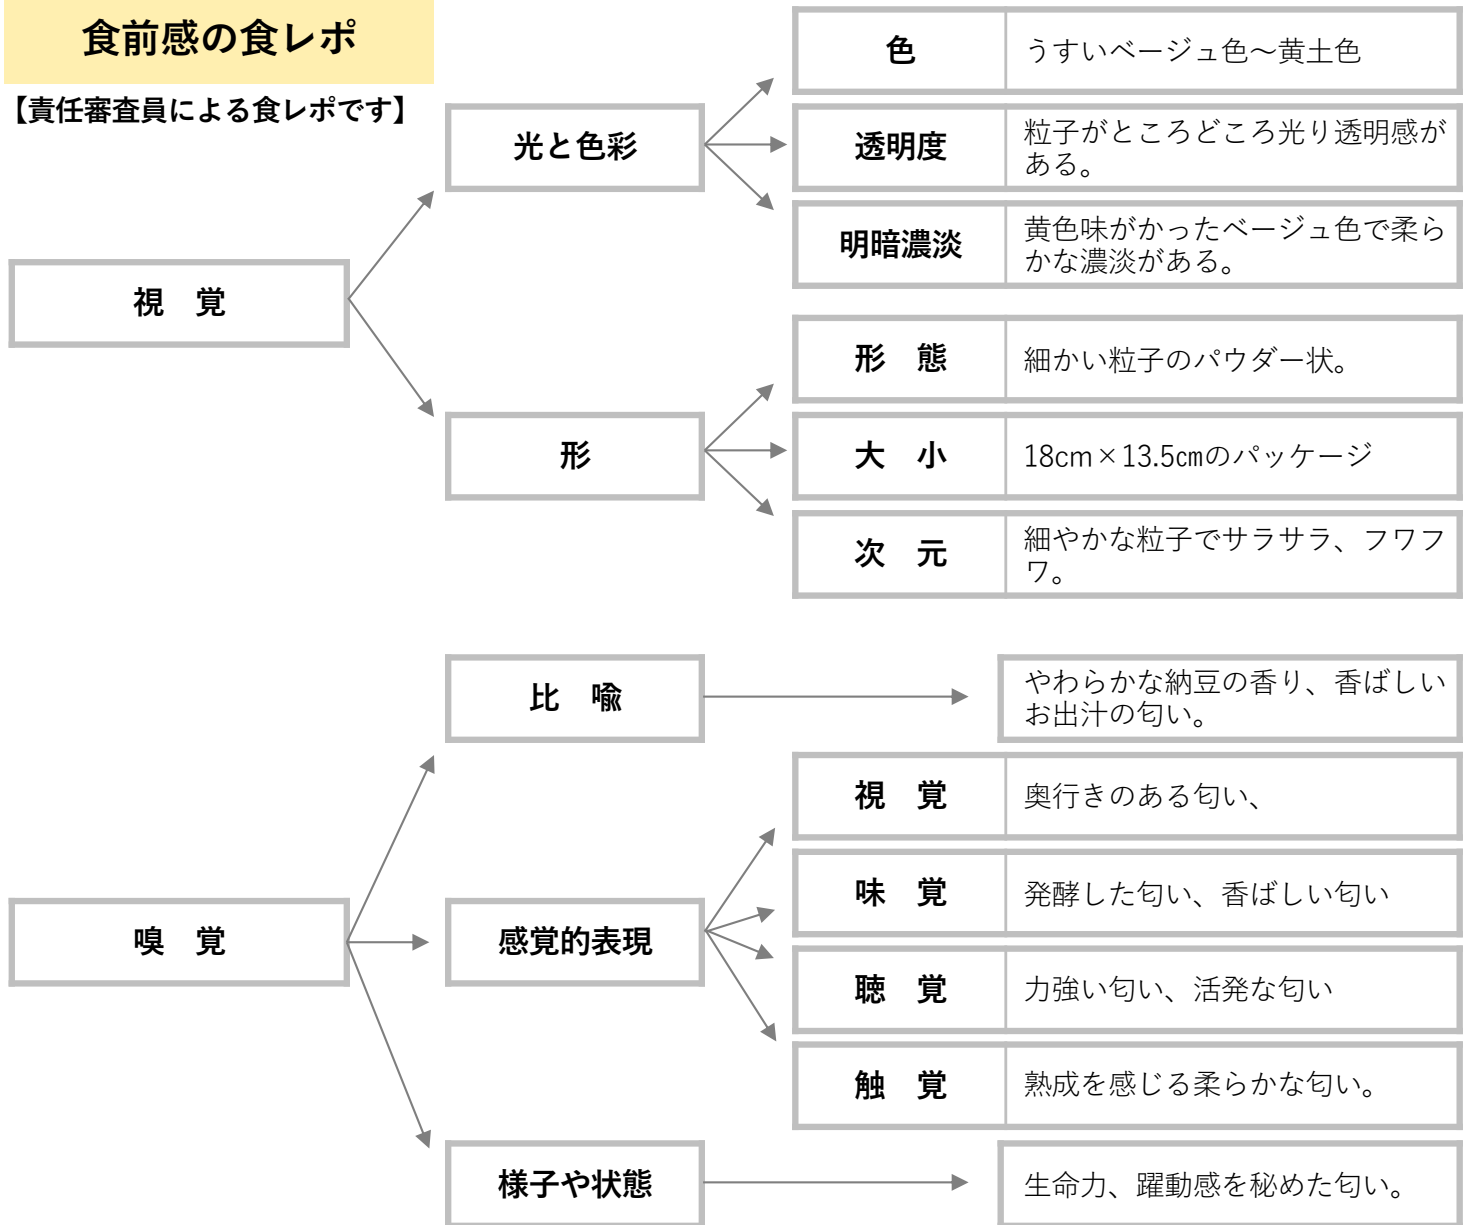 食前感の食レポ
【責任審査員による食レポです】
視　覚
光と色彩
色
うすいベージュ色～黄土色
透明度
粒子がところどころ光り透明感が
ある。
明暗濃淡
黄色味がかったベージュ色で柔ら
かな濃淡がある。
形
形　態
細かい粒子のパウダー状。
大　小
18cm×13.5㎝のパッケージ
次　元
細やかな粒子でサラサラ、フワフ
ワ。
嗅　覚
比　喩
やわらかな納豆の香り、香ばしい
お出汁の匂い。
感覚的表現
視　覚
奥行きのある匂い、
味　覚
発酵した匂い、香ばしい匂い
聴　覚
力強い匂い、活発な匂い
触　覚
熟成を感じる柔らかな匂い。
様子や状態
生命力、躍動感を秘めた匂い。